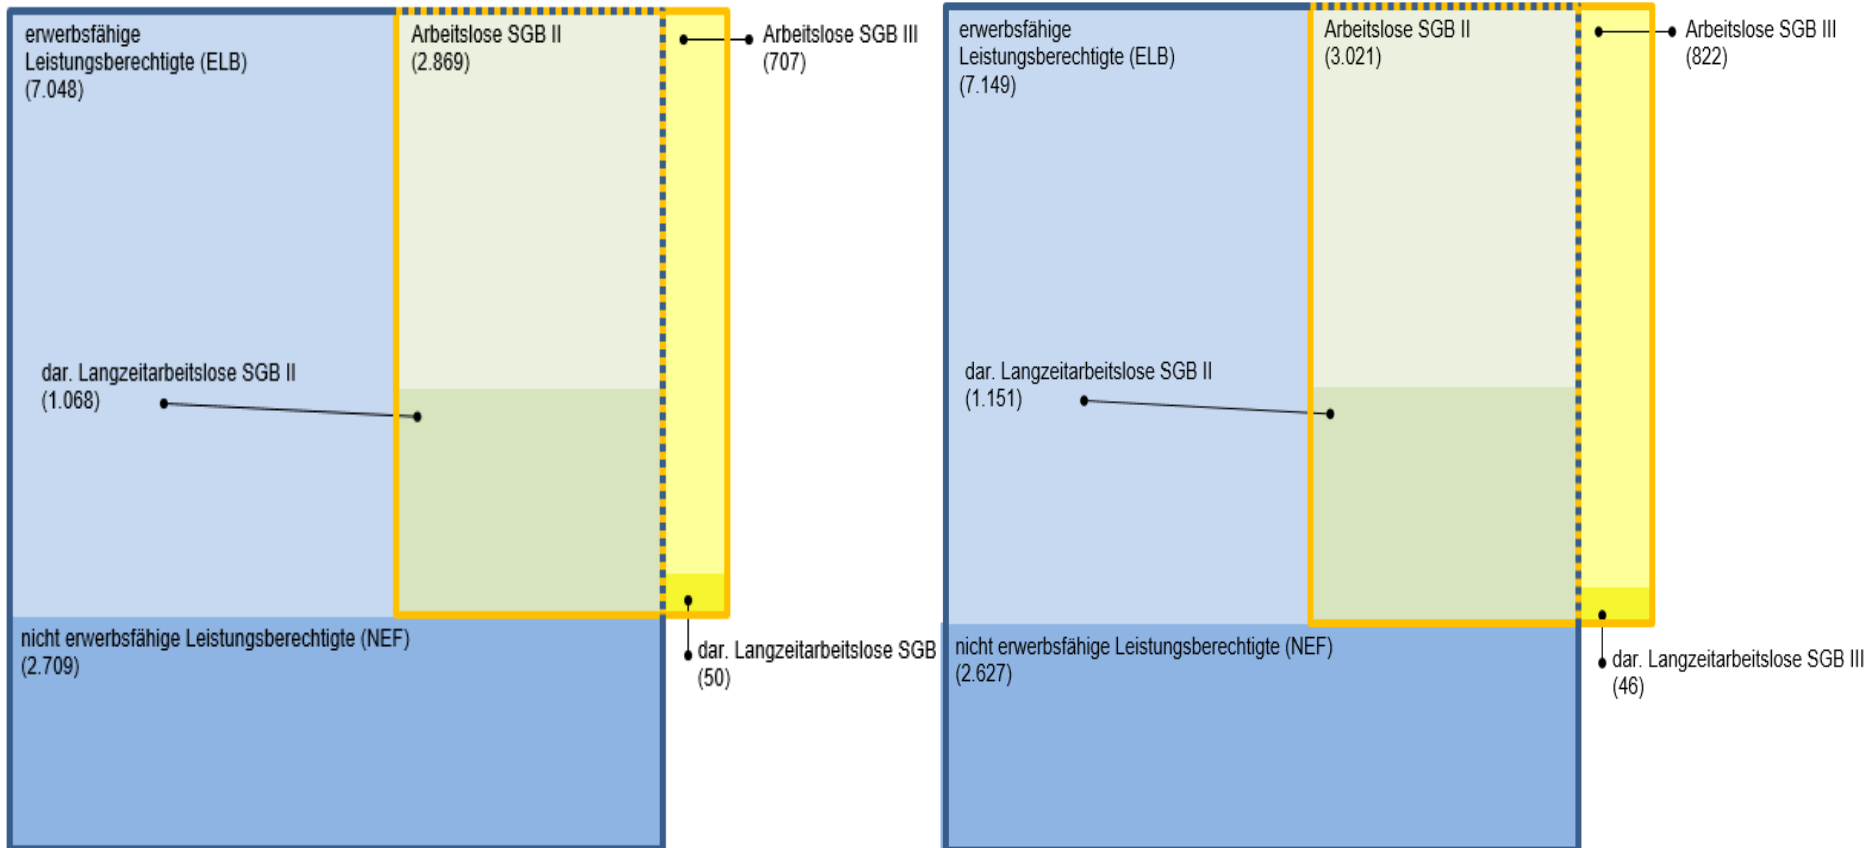 erwerbsfähige
Leistungsberechtigte (ELB)
(7.048)
Arbeitslose SGB II
(2.869)
Arbeitslose SGB III
(707)
dar. Langzeitarbeitslose SGB II
(1.068)
nicht erwerbsfähige Leistungsberechtigte (NEF)
(2.709)
dar. Langzeitarbeitslose SGB
(50)
erwerbsfähige
Leistungsberechtigte (ELB)
(7.149)
Arbeitslose SGB II
(3.021)
Arbeitslose SGB III
(822)
dar. Langzeitarbeitslose SGB II
(1.151)
nicht erwerbsfähige Leistungsberechtigte (NEF)
(2.627)
dar. Langzeitarbeitslose SGB III
(46)